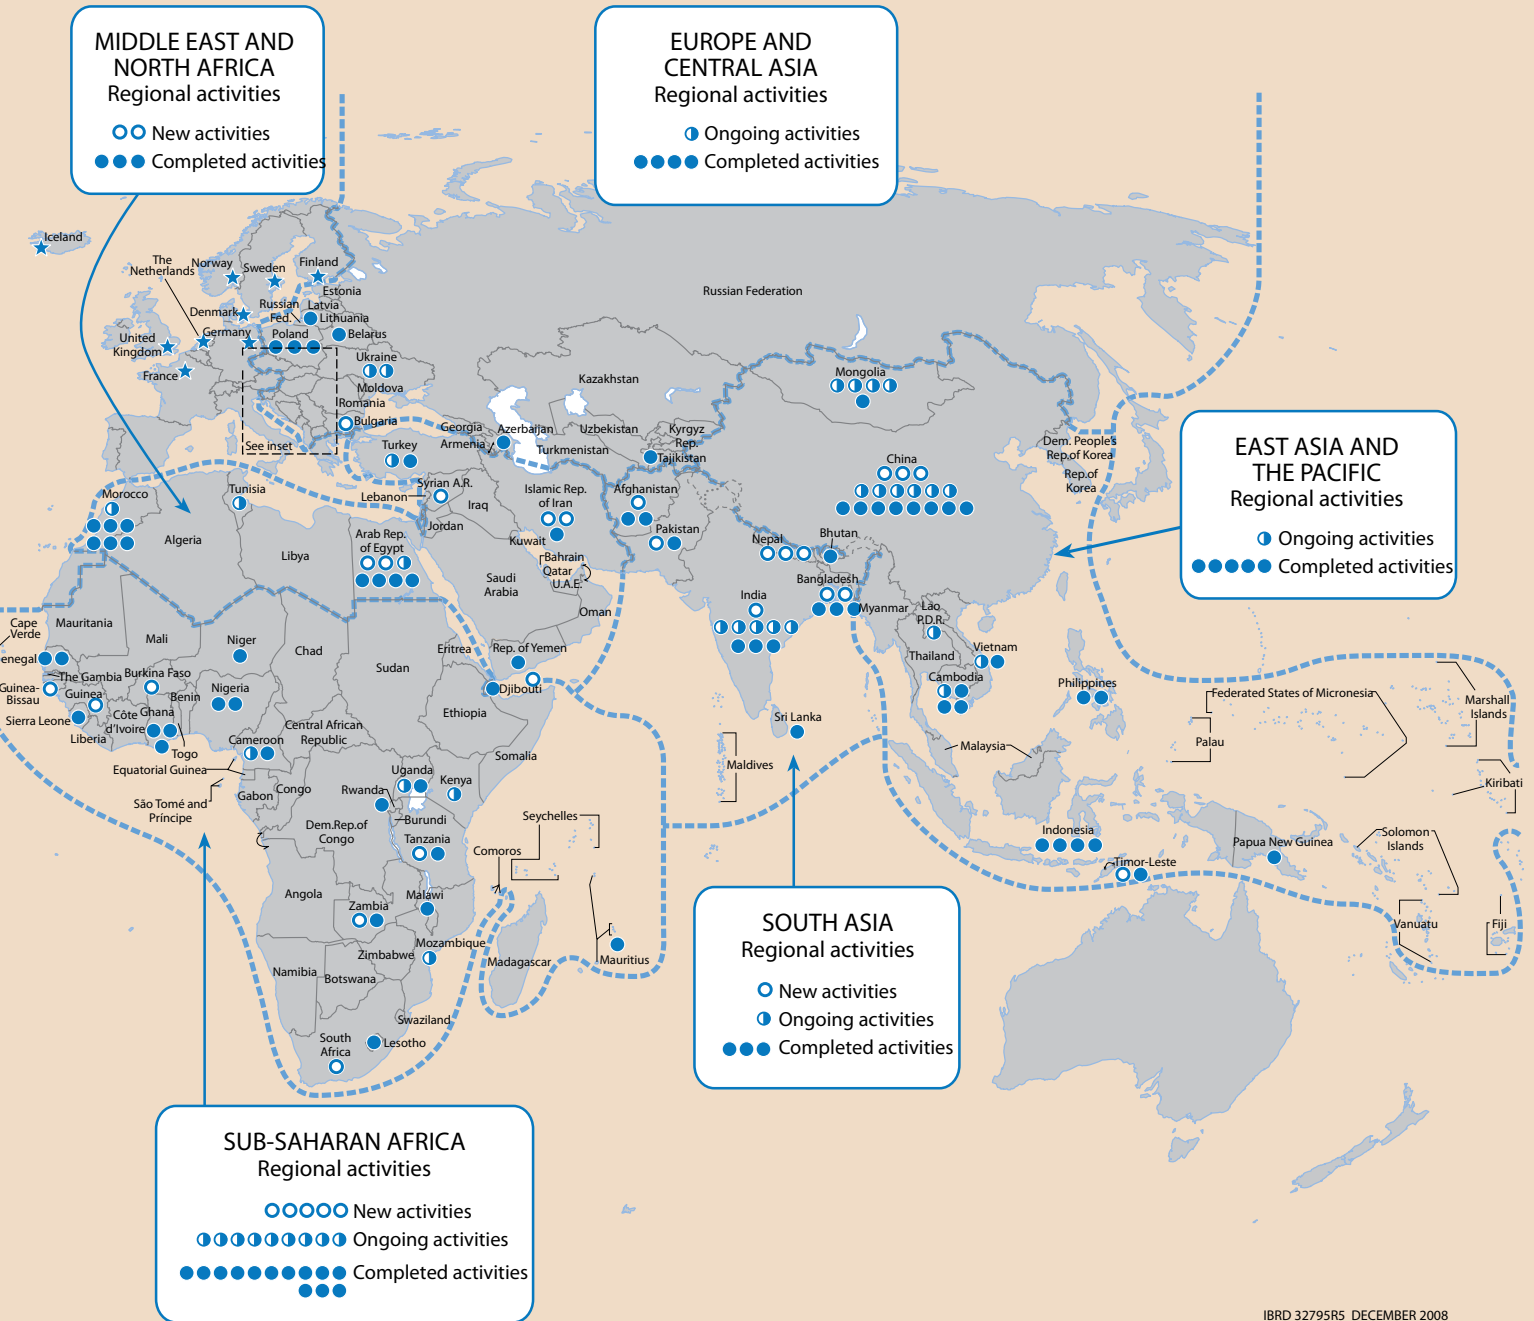 MIDDLE EAST AND
NORTH AFRICA
Regional activities
New activities
Completed activities
EUROPE AND
CENTRAL ASIA
Regional activities
Ongoing activities
Completed activities
Iceland
The
Netherlands
Norway
Sweden
Finland
Estonia
Russian
Fed.
Latvia
Lithuania
Denmark
Belarus
United
Kingdom
Germany
Poland
France
Ukraine
Moldova
Romania
Bulgaria
See inset
Russian Federation
Kazakhstan
Mongolia
Georgia
Armenia
Azerbaijan
Uzbekistan
Turkmenistan
Kyrgyz
Rep.
Tajikistan
Turkey
China
Dem. People's
Rep.of Korea
Rep.of
Korea
EAST ASIA AND
THE PACIFIC
Regional activities
Ongoing activities
Completed activities
Morocco
Tunisia
Lebanon
Syrian A.R.
Iraq
Jordan
Islamic Rep.
of Iran
Afghanistan
Pakistan
Algeria
Libya
Arab Rep.
of Egypt
Kuwait
Bahrain
Qatar
U.A.E.
Saudi
Arabia
Oman
Nepal
Bhutan
Bangladesh
India
Myanmar
Lao
P.D.R.
Thailand
Vietnam
Cambodia
Philippines
Cape
Verde
Mauritania
Mali
Niger
Chad
Sudan
Eritrea
Rep. of Yemen
Djibouti
enegal
The Gambia
Guinea-
Bissau
Guinea
Burkina Faso
Benin
Nigeria
Sierra Leone
Liberia
Côte
d'Ivoire
Ghana
Togo
Cameroon
Central African
Republic
Ethiopia
Somalia
Sri Lanka
Maldives
Malaysia
Federated States of Micronesia
Palau
Marshall
Islands
Kiribati
Equatorial Guinea
São Tomé and
Príncipe
Gabon
Congo
Uganda
Kenya
Rwanda
Burundi
Dem.Rep.of
Congo
Tanzania
Seychelles
Comoros
Indonesia
Timor-Leste
Papua New Guinea
Solomon
Islands
Vanuatu
Fiji
Angola
Zambia
Malawi
Mozambique
Zimbabwe
Namibia
Botswana
Madagascar
Mauritius
Swaziland
South
Africa
Lesotho
SOUTH ASIA
Regional activities
New activities
Ongoing activities
Completed activities
SUB-SAHARAN AFRICA
Regional activities
New activities
Ongoing activities
Completed activities
IBRD 32795R5 DECEMBER 2008